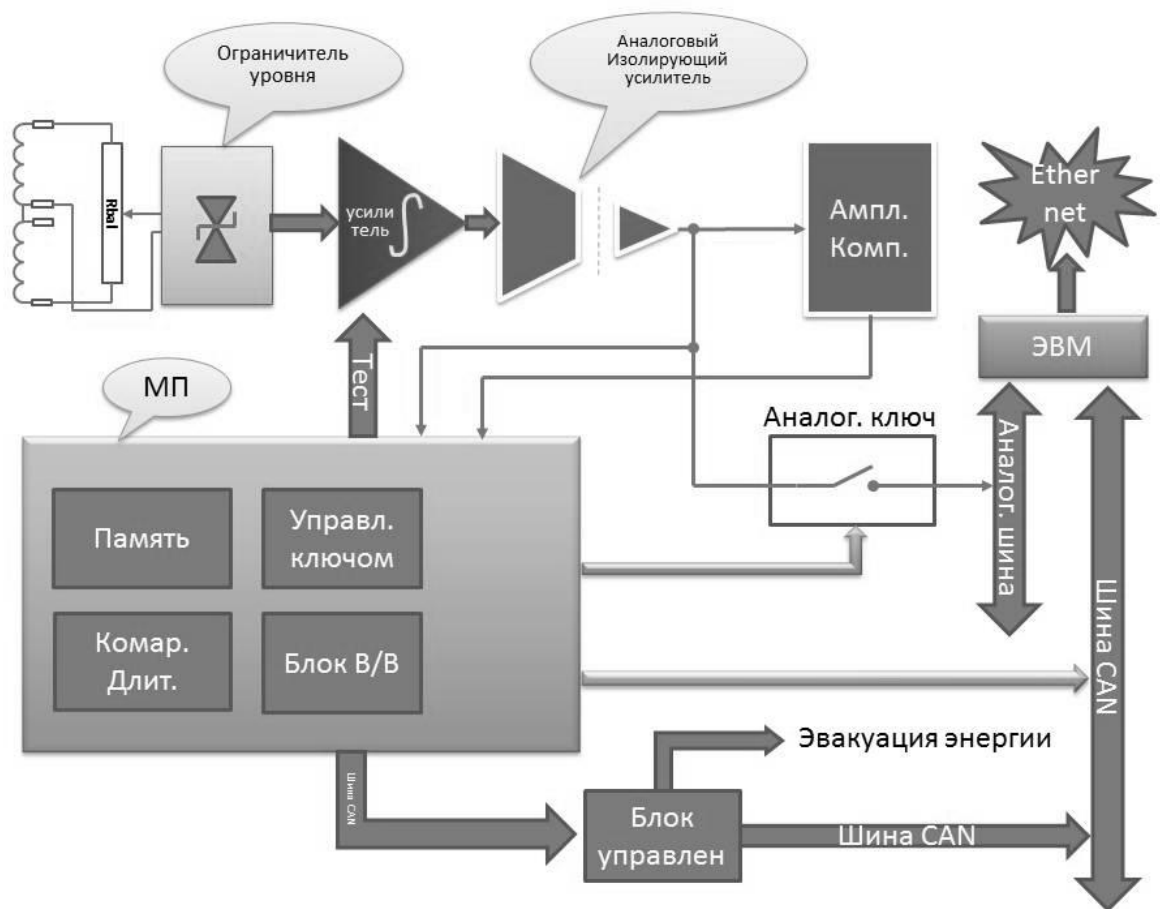 Ограничитель
уровня
Аналоговый
Изолирующий
усилитель
Rbal
усили
тель
Ампл.
Комп.
Ether
net
ЭВМ
Тест
МП
Аналог. ключ
Аналог. шина
Память
Управл.
ключом
Комар.
Длит.
Блок В/В
Шина CAN
Шина CAN
Эвакуация энергии
Блок
управлен
Шина CAN